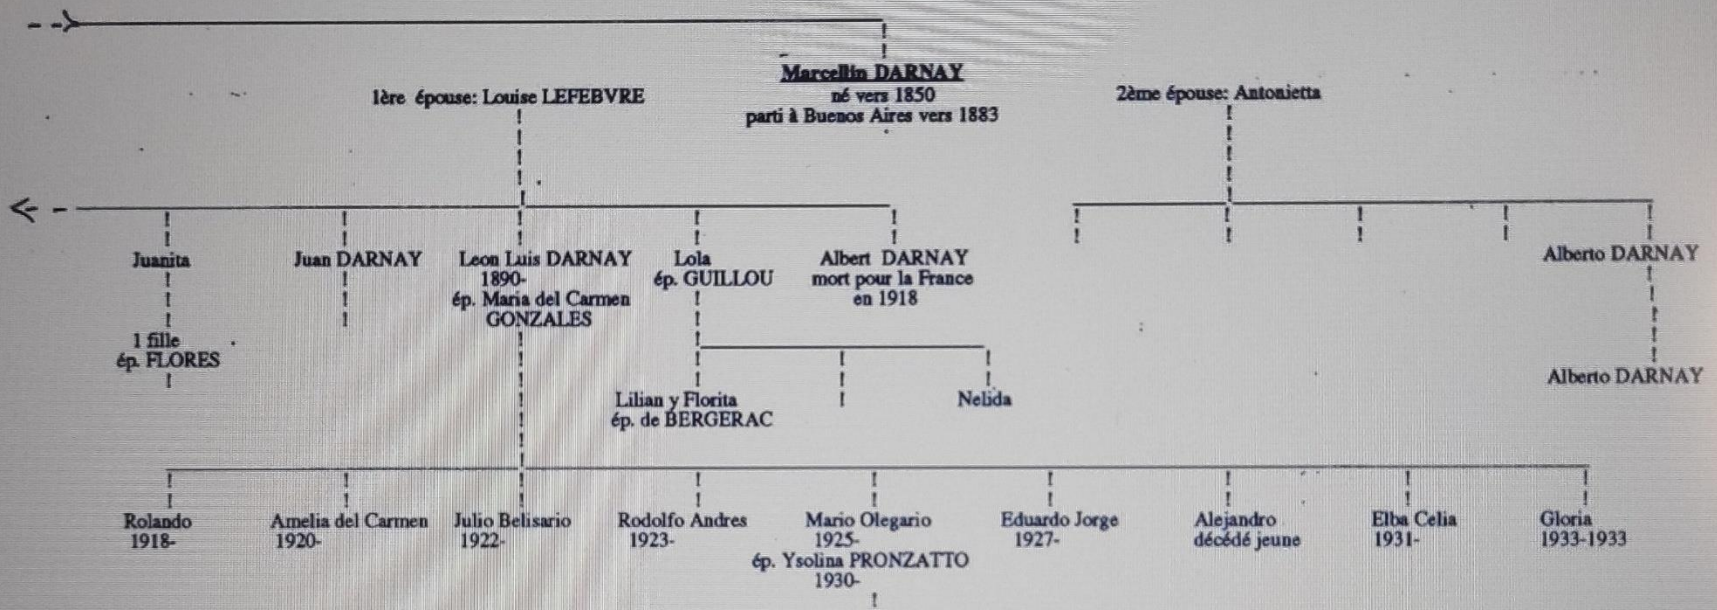 Marcellin DARNAY
né vers 1850
parti à Buenos Aires vers 1883
1ère épouse: Louise LEFEBVRE
2ème épouse: Antonietta
Juanita
1 fille
ép. FLORES
Juan DARNAY
Leon Luis DARNAY
1890-
ép. Maria del Carmen
GONZALES
Lola
ép. GUILLOU
Albert DARNAY
mort pour la France
en 1918
Alberto DARNAY
Alberto DARNAY
Lilian y Florita
ép. de BERGERAC
Nelida
Rolando
1918-
Amelia del Carmen
1920-
Julio Belisario
1922-
Rodolfo Andres
1923-
Mario Olegario
1925-
ép. Ysolina PRONZATTO
1930-
Eduardo Jorge
1927-
Alejandro
décédé jeune
Elba Celia
1931-
Gloria
1933-1933